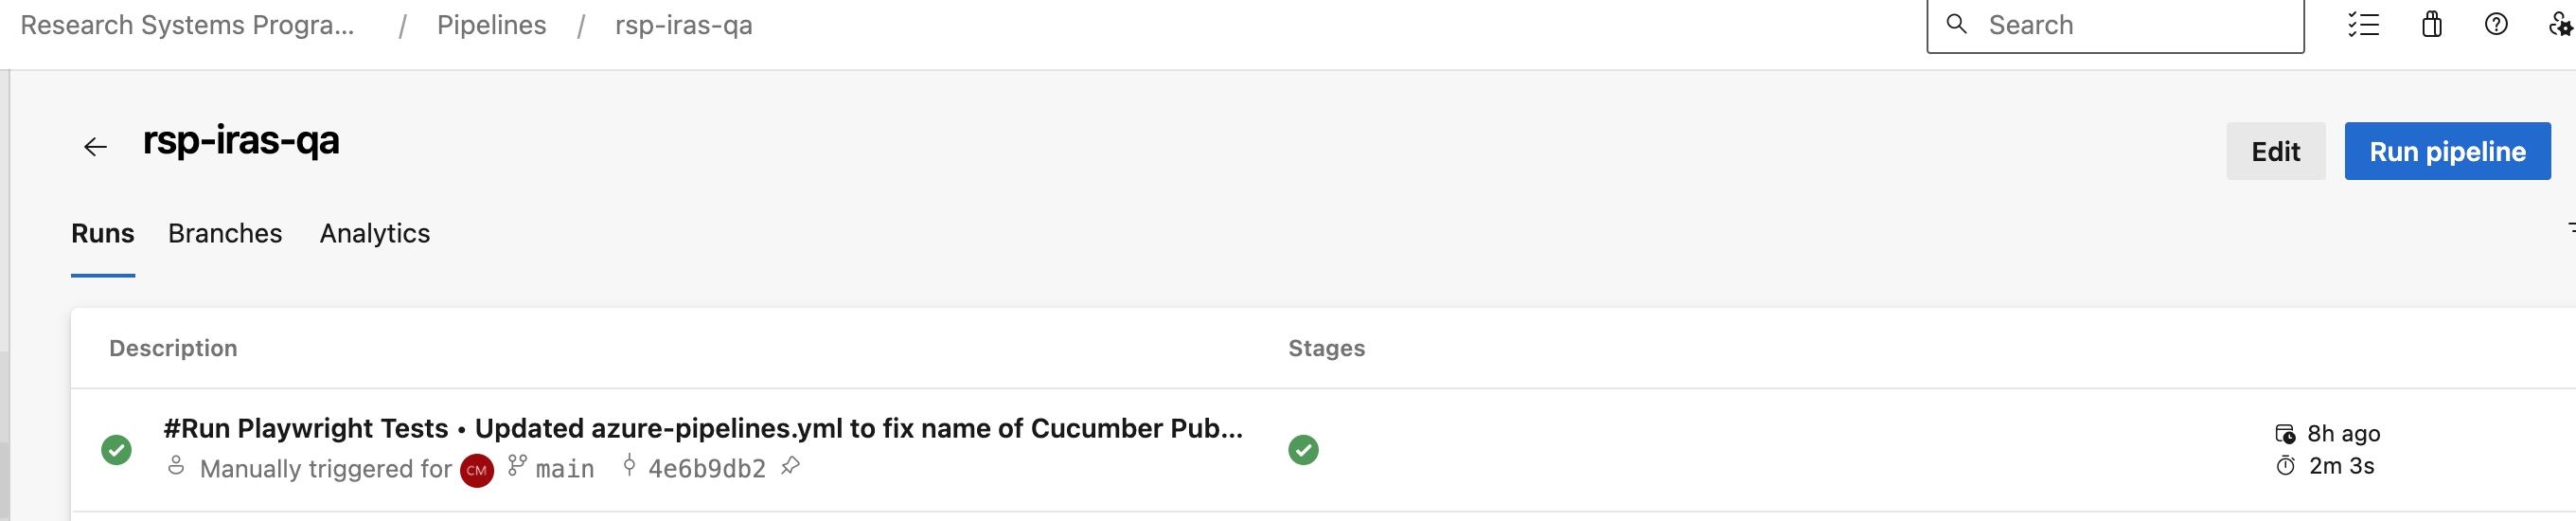 Research Systems Progra... / Pipelines / rsp-iras-qa
Search
rsp-iras-qa
Edit
Run pipeline
Runs
Branches
Analytics
Description
Stages
#Run Playwright Tests • Updated azure-pipelines.yml to fix name of Cucumber Pub...
Manually triggered for CM main 4e6b9db2
8h ago
2m 3s